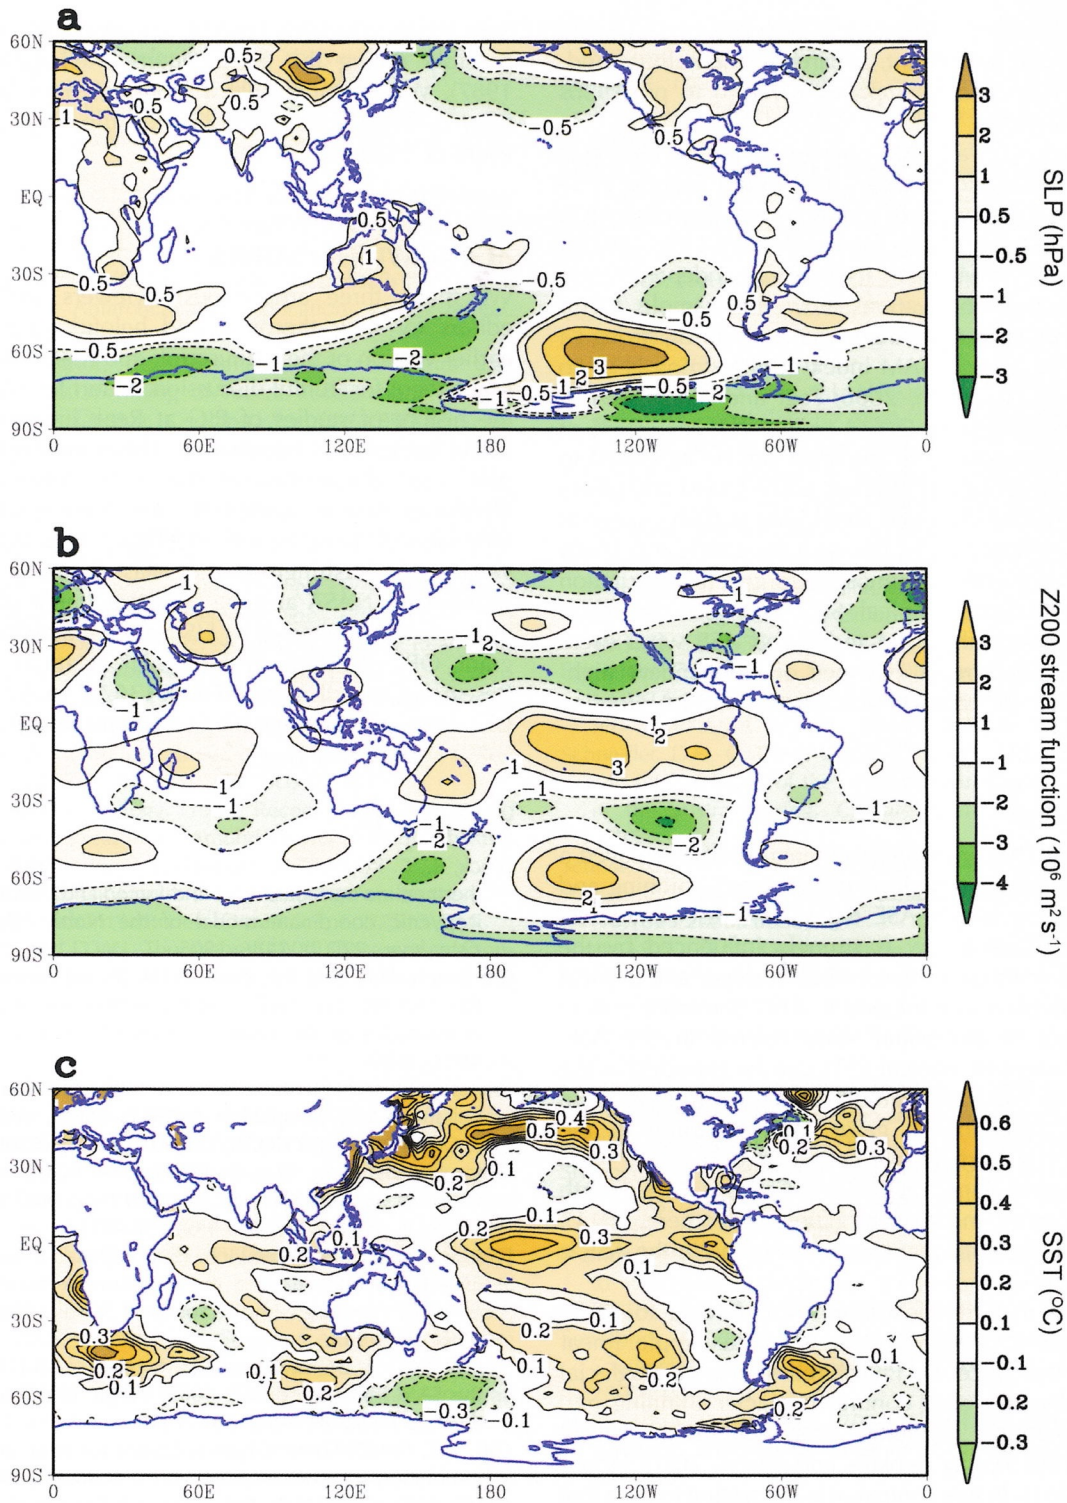 a
60N
30N
EQ
30S
60S
90S
0 60E 120E 180 120W 60W 0
0.5 1 0.5 0.5 1 -0.5 0.5
0.5 1 0.5 0.5 -0.5 -0.5 0.5
-0.5 -1 -2 -2 3 2 1 -0.5 -1 -0.5 -2 -1
3
2
1
0.5
-0.5
-1
-2
-3
SLP (hPa)
b
60N
30N
EQ
30S
60S
90S
0 60E 120E 180 120W 60W 0
1 1 -1 2 -1
-1 1 2 1 3
1 -1 -1 -1 -2 -1 -2
2 1 -1
3
2
1
-1
-2
-3
-4
Z200 stream function (10⁶ m² s⁻¹)
c
60N
30N
EQ
30S
60S
90S
0 60E 120E 180 120W 60W 0
0.4 0.5 0.3 0.1 0.2 0.1 0.2 0.3
0.1 0.2 0.3 0.1 0.2 0.1
0.1 0.2 0.3 0.2 0.1 0.1 0.2 0.1 0.2 -0.1
-0.3 -0.1 0.2
0.6
0.5
0.4
0.3
0.2
0.1
-0.1
-0.2
-0.3
SST (°C)